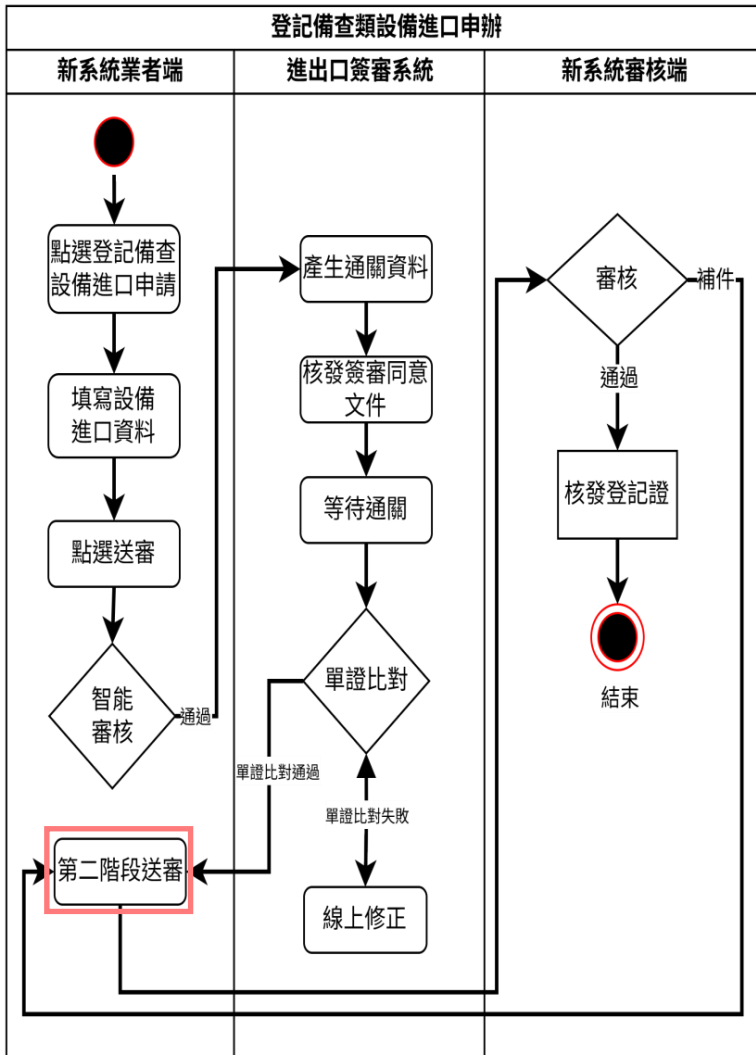 登記備查類設備進口申辦
新系統業者端
進出口簽審系統
新系統審核端
點選登記備查
設備進口申請
填寫設備
進口資料
點選送審
智能
審核
通過
第二階段送審
產生通關資料
核發簽審同意
文件
等待通關
單證比對
單證比對通過
單證比對失敗
線上修正
審核
補件
通過
核發登記證
結束